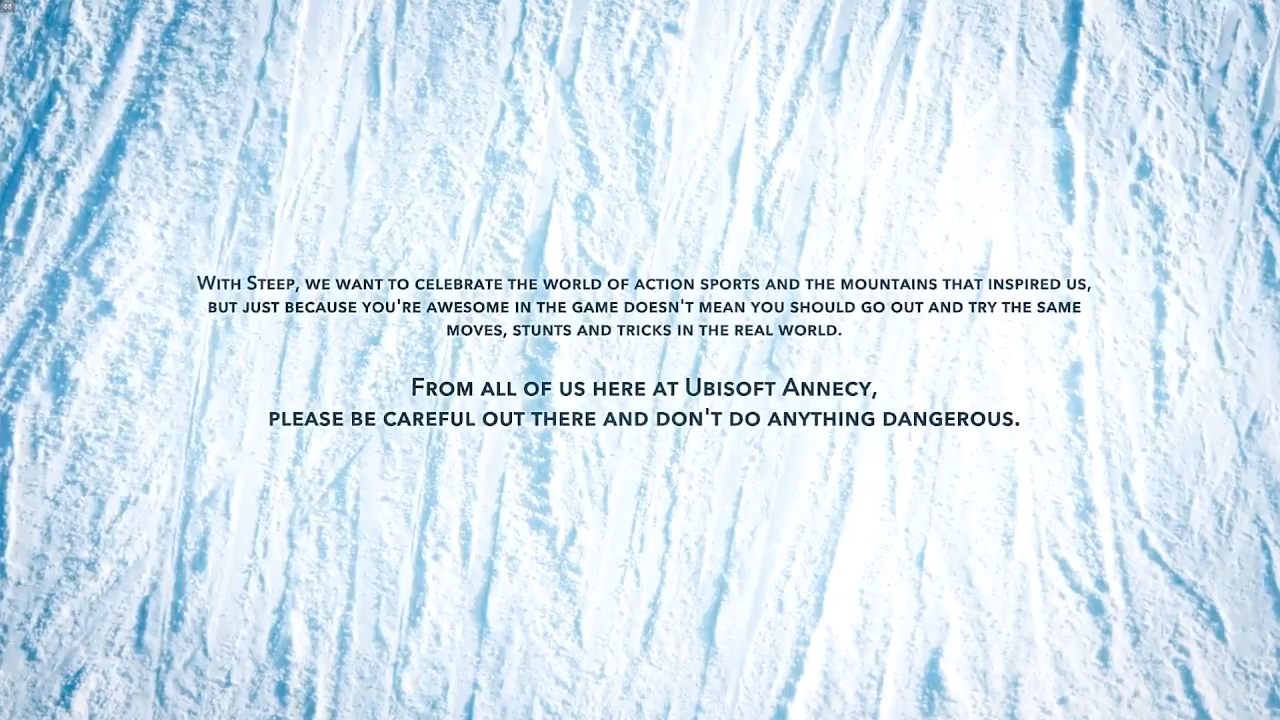 With Steep, we want to celebrate the world of action sports and the mountains that inspired us,
but just because you're awesome in the game doesn't mean you should go out and try the same
moves, stunts and tricks in the real world.
From all of us here at Ubisoft Annecy,
please be careful out there and don't do anything dangerous.